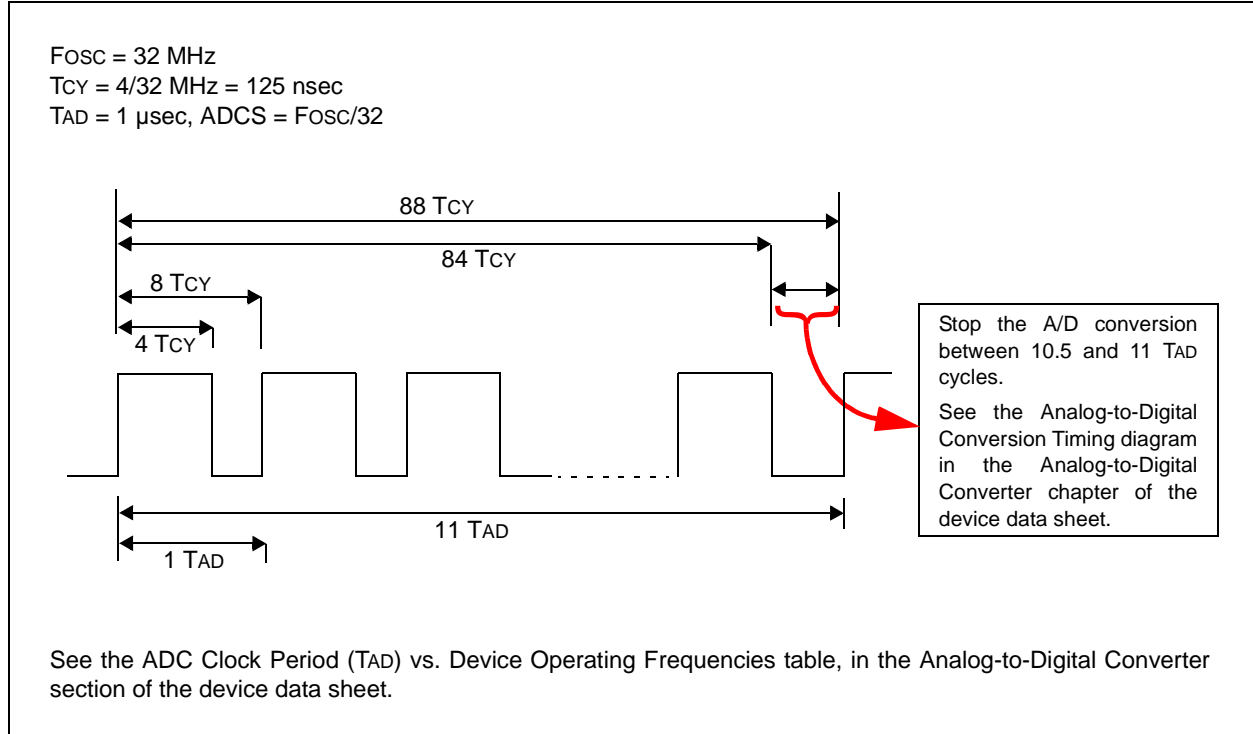 FOSC = 32 MHz
TCY = 4/32 MHz = 125 nsec
TAD = 1 µsec, ADCS = FOSC/32
88 TCY
84 TCY
8 TCY
4 TCY
Stop the A/D conversion
between 10.5 and 11 TAD
cycles.
See the Analog-to-Digital
Conversion Timing diagram
in the Analog-to-Digital
Converter chapter of the
device data sheet.
11 TAD
1 TAD
See the ADC Clock Period (TAD) vs. Device Operating Frequencies table, in the Analog-to-Digital Converter
section of the device data sheet.